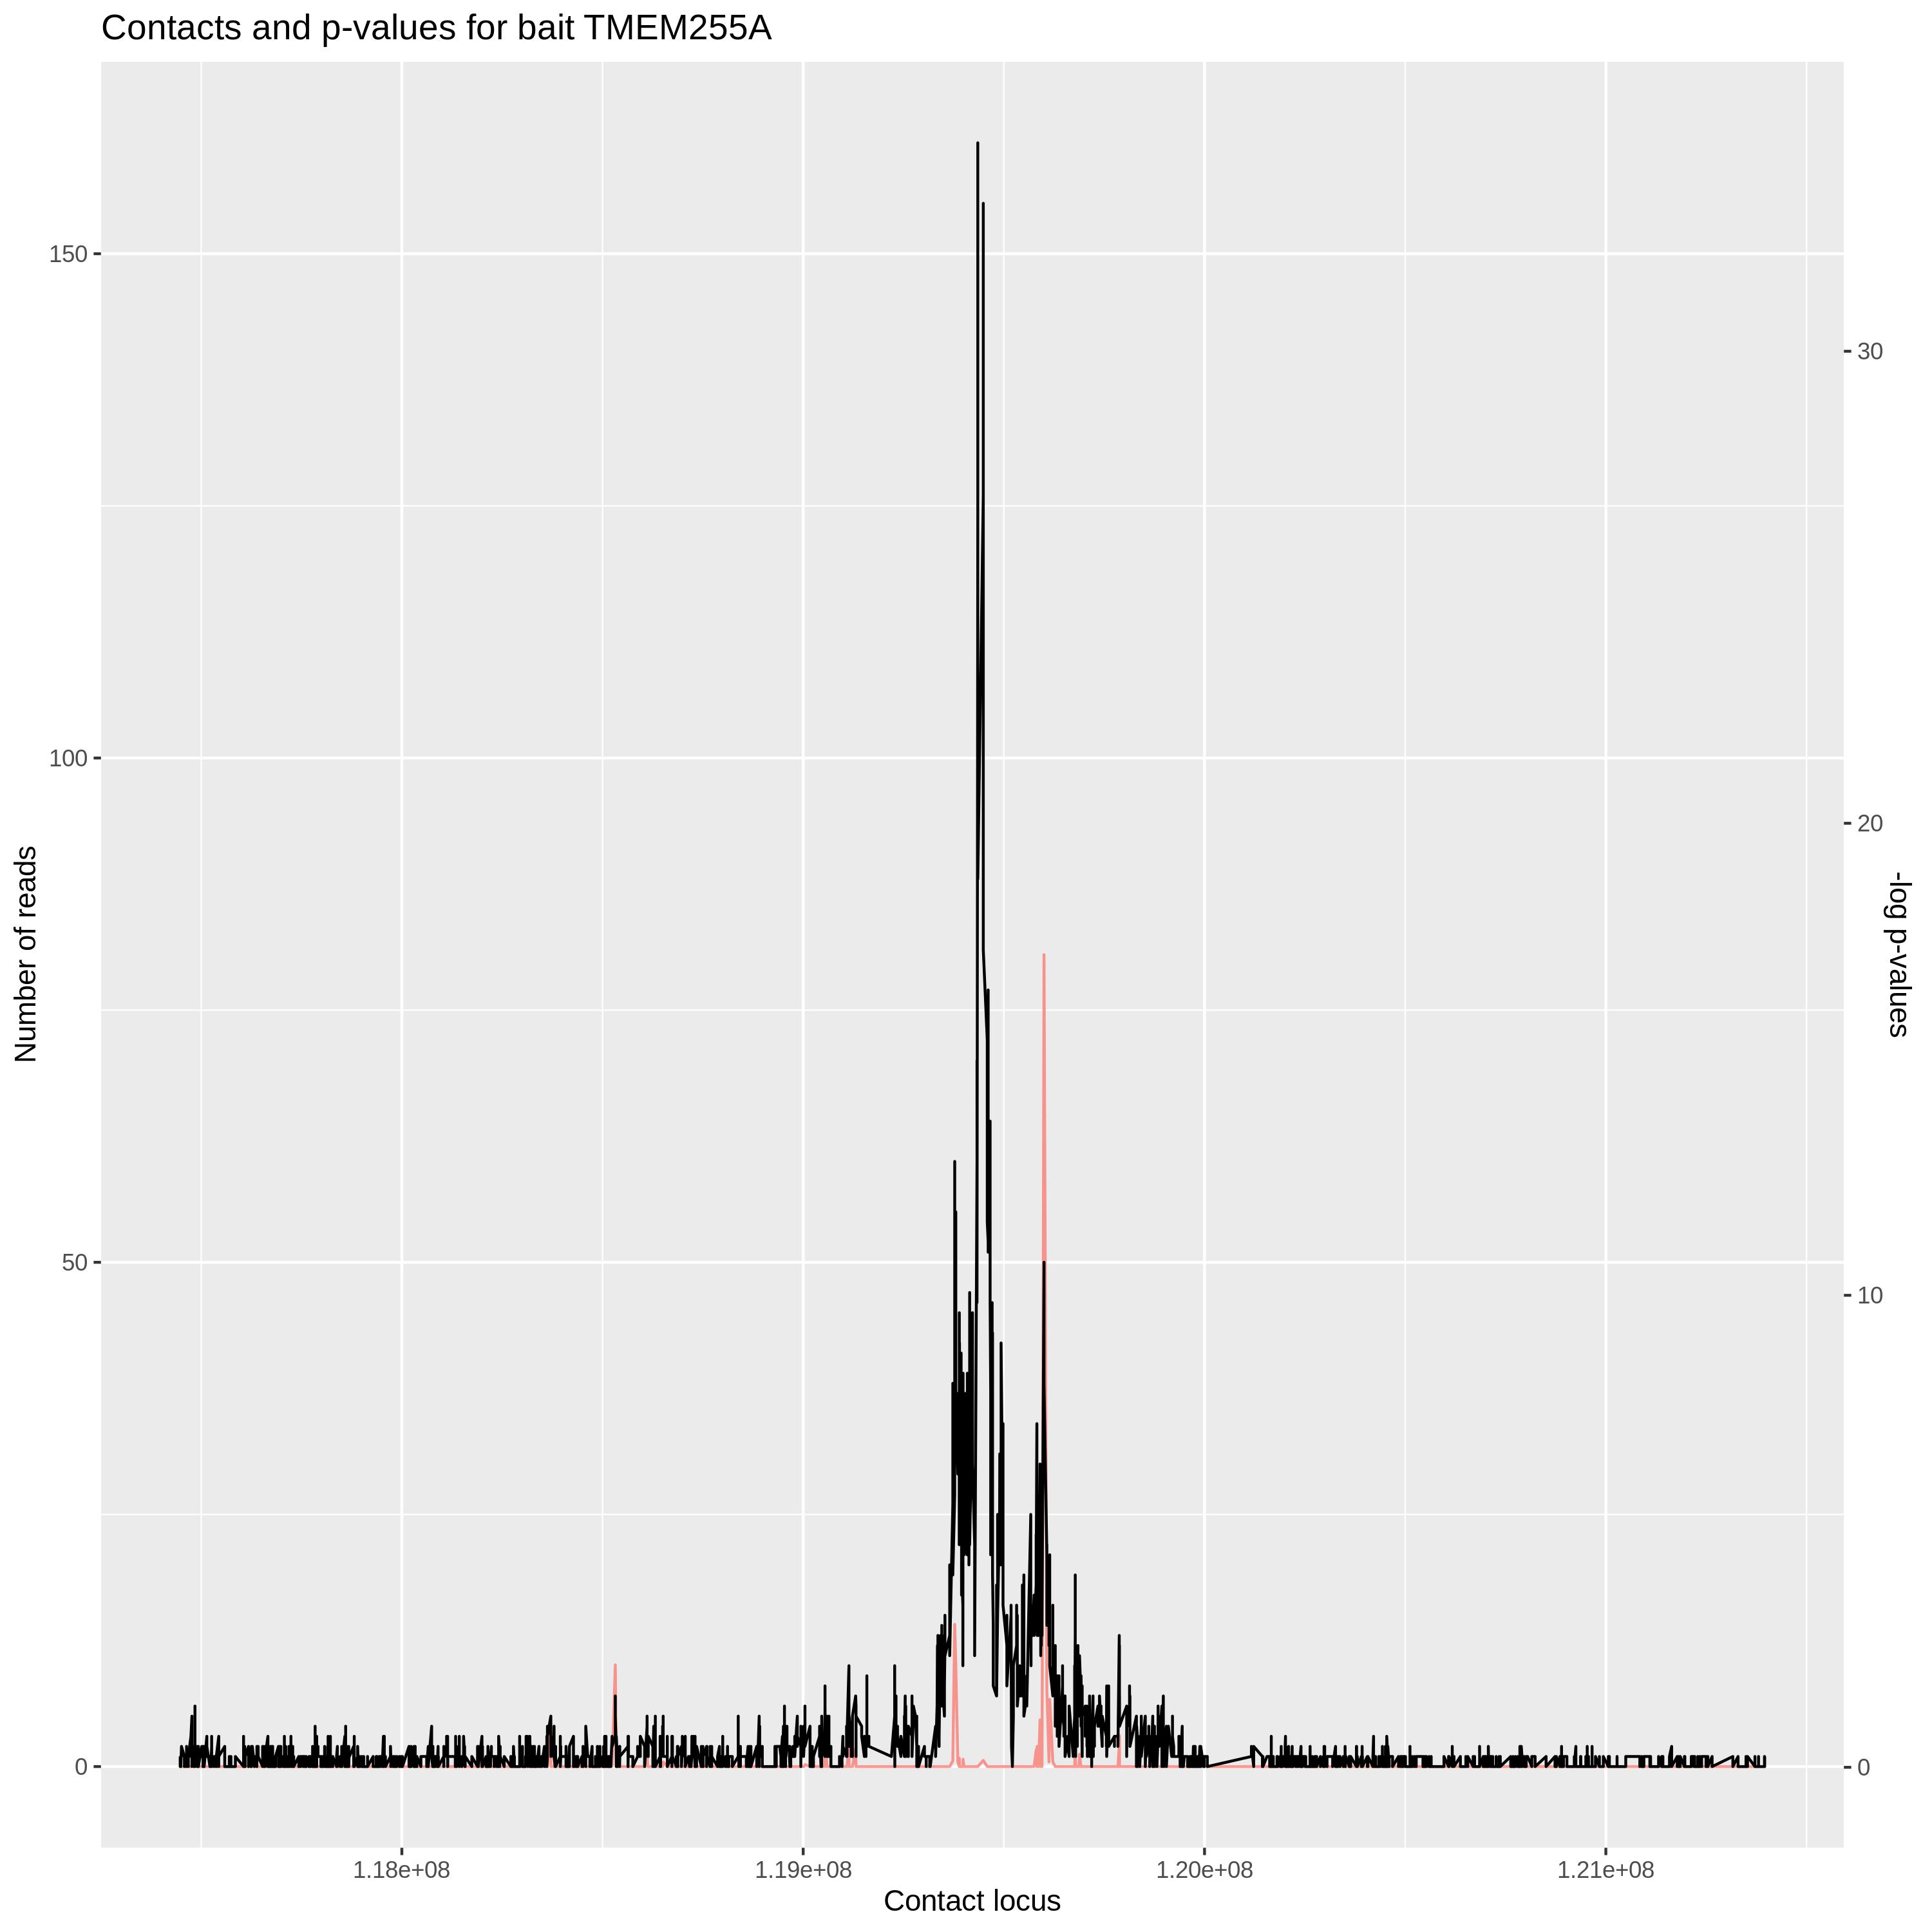 Contacts and p-values for bait TMEM255A
150
100
50
0
30
20
10
0
Number of reads
-log p-values
1.18e+08
1.19e+08
1.20e+08
1.21e+08
Contact locus